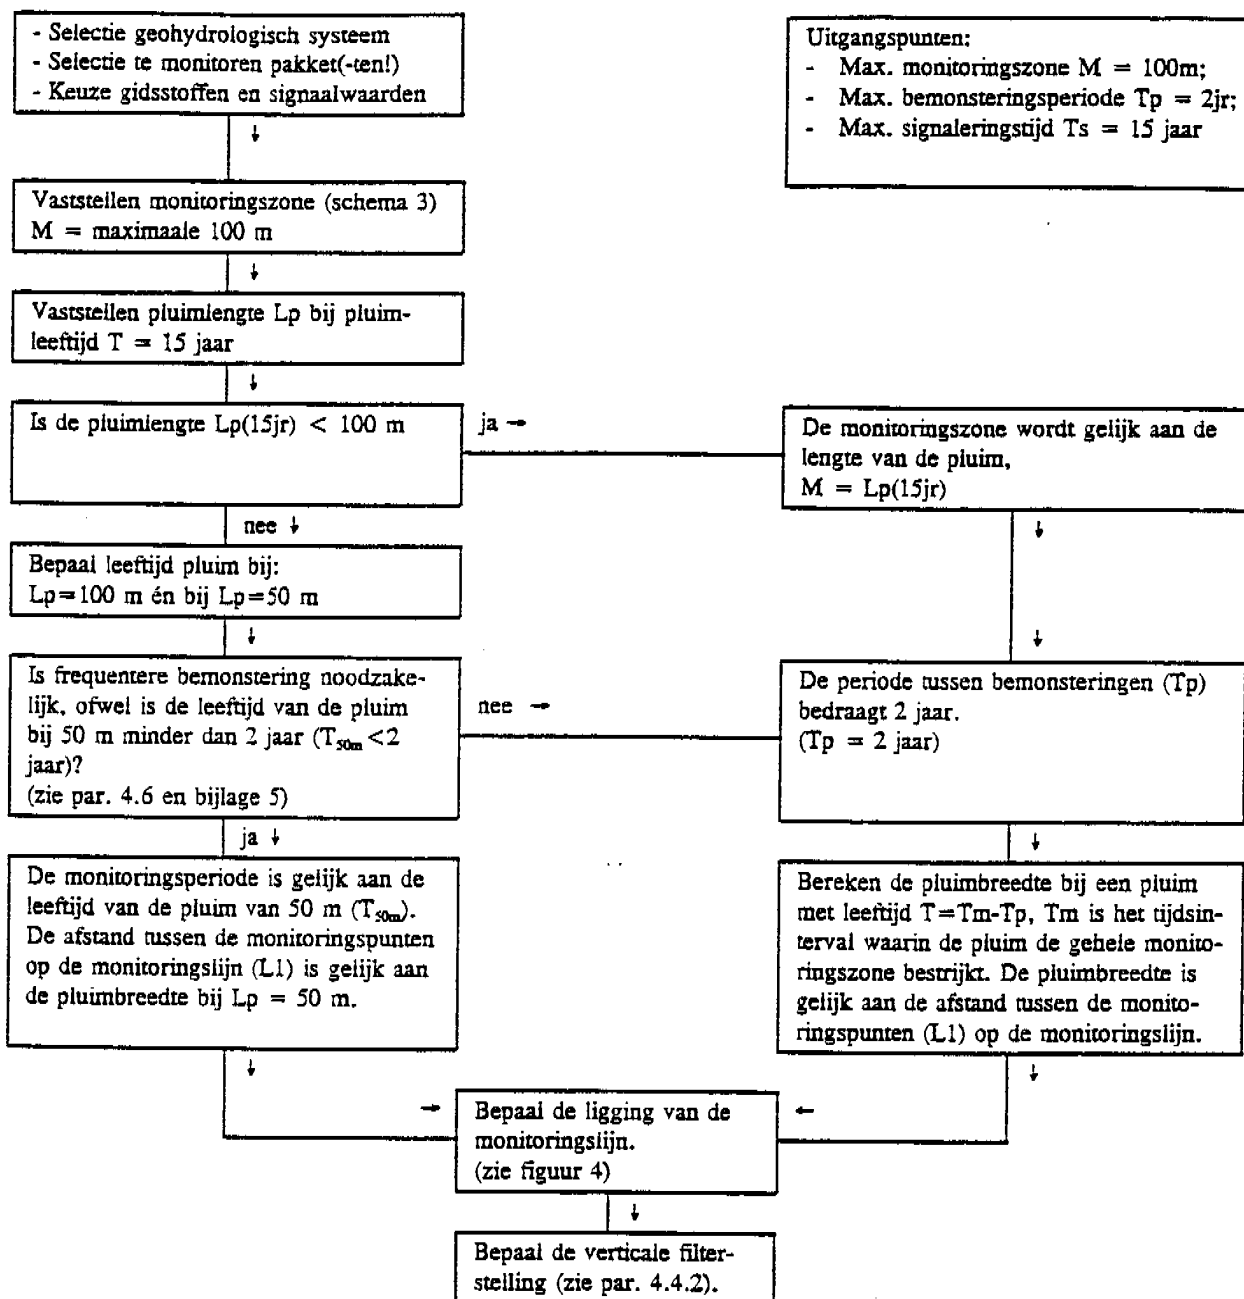 - Selectie geohydrologisch systeem
- Selectie te monitoren pakket(-ten!)
- Keuze gidsstoffen en signaalwaarden
↓
Uitgangspunten:
- Max. monitoringszone M = 100m;
- Max. bemonsteringsperiode Tp = 2jr;
- Max. signaleringstijd Ts = 15 jaar
Vaststellen monitoringszone (schema 3)
M = maximaale 100 m
↓
Vaststellen pluimlengte Lp bij pluim-
leeftijd T = 15 jaar
↓
Is de pluimlengte Lp(15jr) < 100 m
ja →
De monitoringszone wordt gelijk aan de
lengte van de pluim,
M = Lp(15jr)
↓
nee ↓
Bepaal leeftijd pluim bij:
Lp=100 m én bij Lp=50 m
↓
↓
Is frequentere bemonstering noodzake-
lijk, ofwel is de leeftijd van de pluim
bij 50 m minder dan 2 jaar (T50m<2
jaar)?
(zie par. 4.6 en bijlage 5)
nee →
De periode tussen bemonsteringen (Tp)
bedraagt 2 jaar.
(Tp = 2 jaar)
ja ↓
↓
De monitoringsperiode is gelijk aan de
leeftijd van de pluim van 50 m (T50m).
De afstand tussen de monitoringspunten
op de monitoringslijn (L1) is gelijk aan
de pluimbreedte bij Lp = 50 m.
↓
Bereken de pluimbreedte bij een pluim
met leeftijd T=Tm-Tp, Tm is het tijdsin-
terval waarin de pluim de gehele monito-
ringszone bestrijkt. De pluimbreedte is
gelijk aan de afstand tussen de monito-
ringspunten (L1) op de monitoringslijn.
↓
→
Bepaal de ligging van de
monitoringslijn.
(zie figuur 4)
←
↓
Bepaal de verticale filter-
stelling (zie par. 4.4.2).